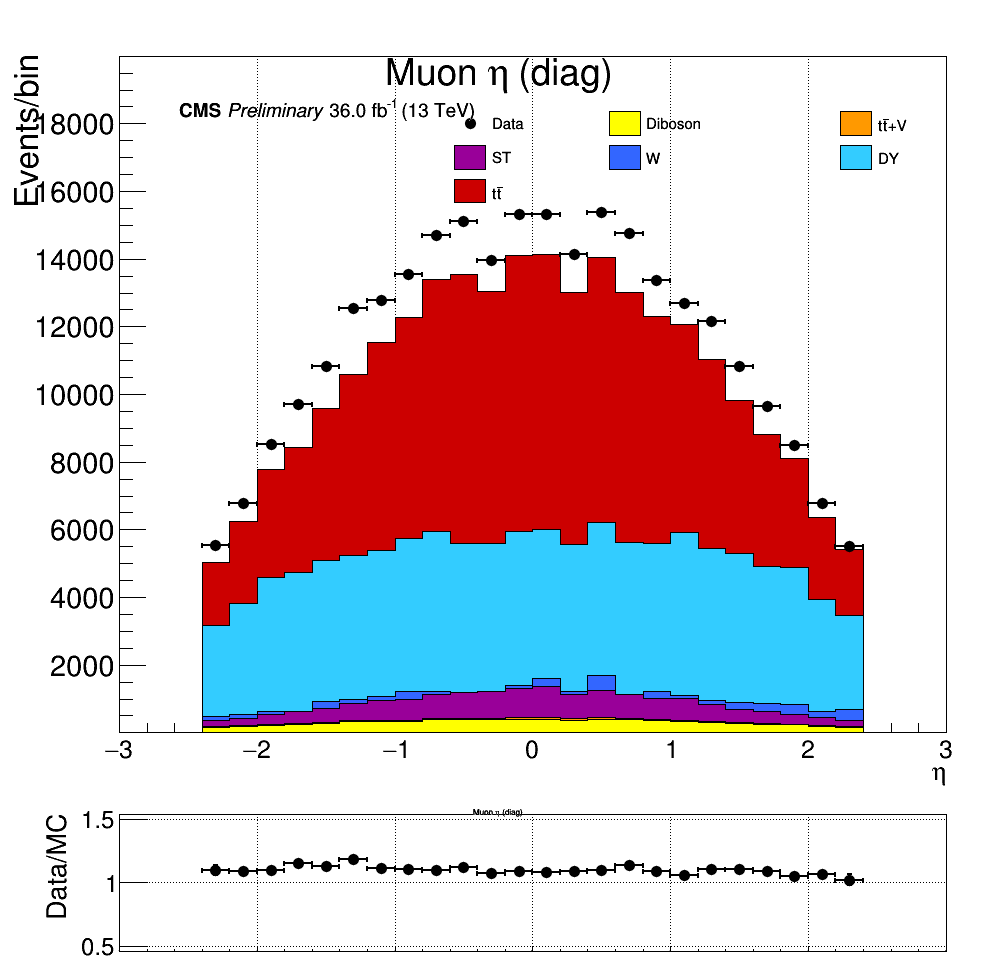 Muon η (diag)
CMS Preliminary 36.0 fb⁻¹ (13 TeV)
Events/bin
Data
Diboson
tt̄+V
ST
W
DY
tt̄
18000
16000
14000
12000
10000
8000
6000
4000
2000
−3 −2 −1 0 1 2 3
η
Muon η (diag)
Data/MC
1.5
1
0.5